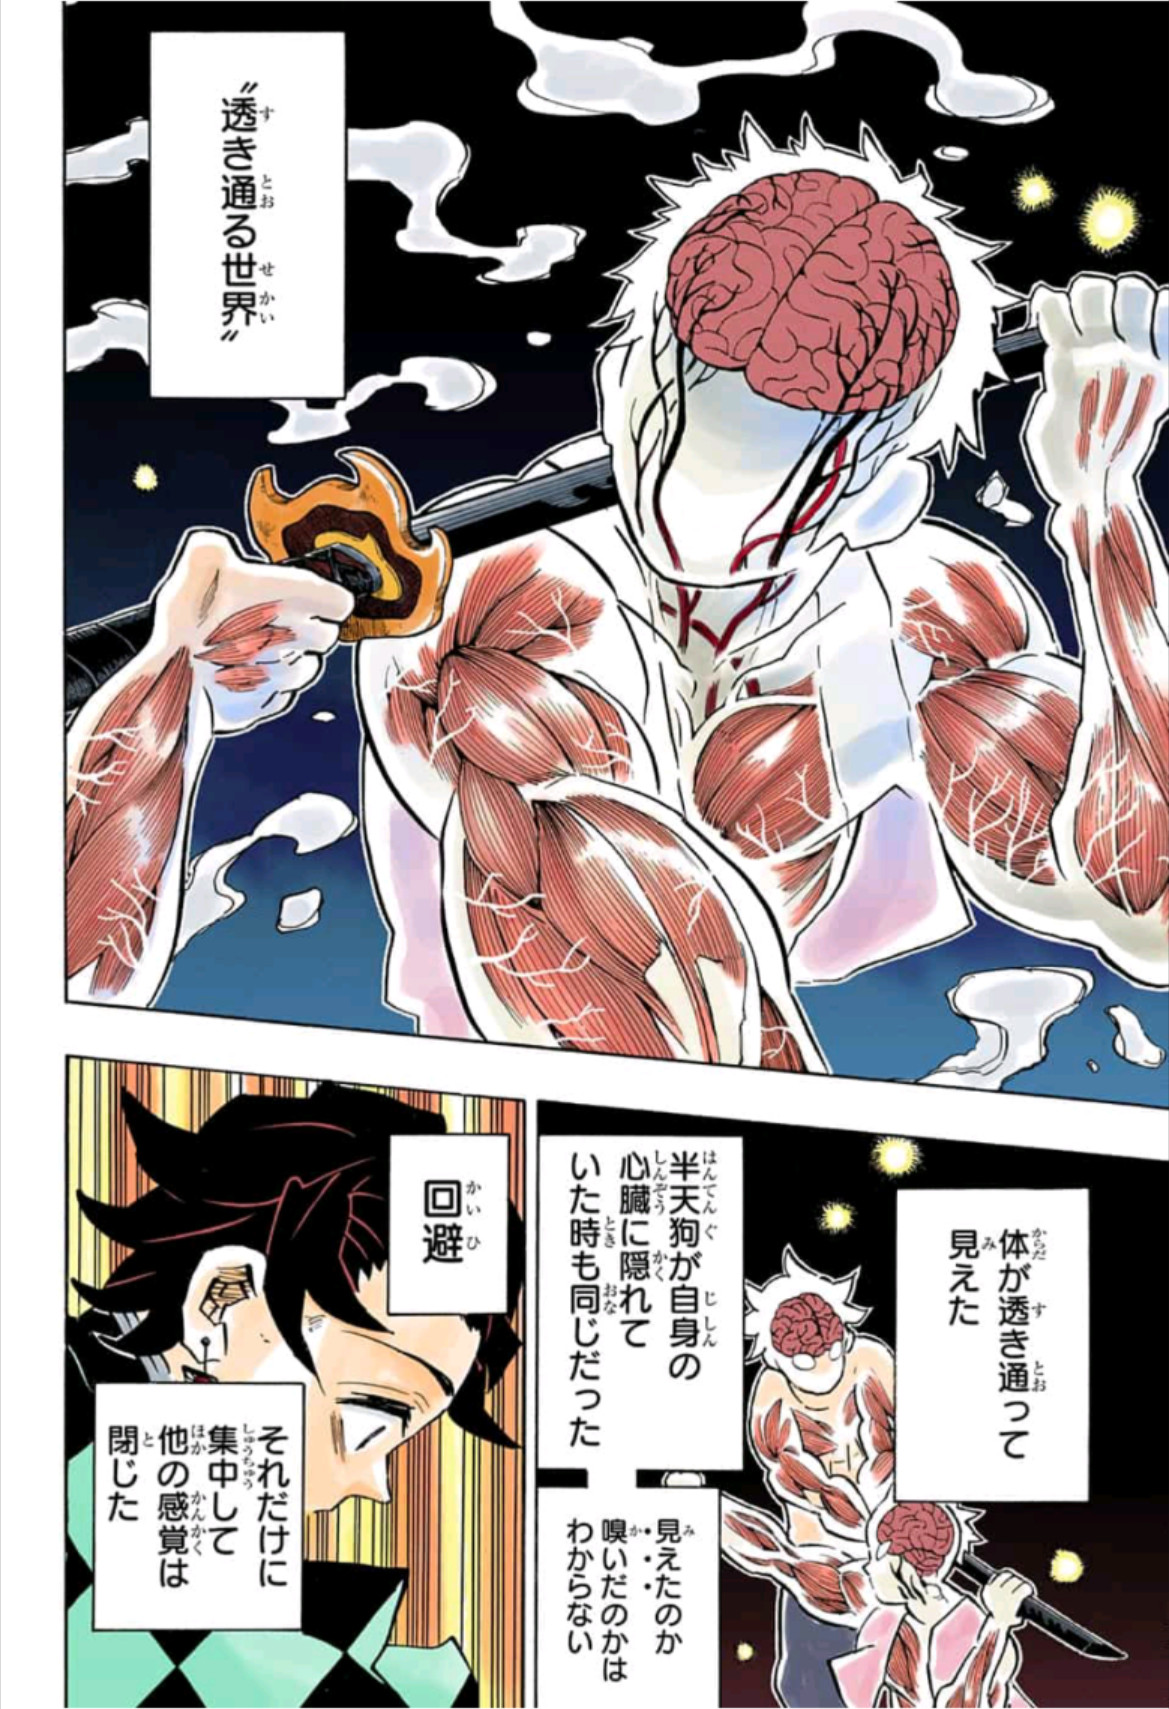 〝透き通る世界〟
体が透き通って
見えた
半天狗が自身の
心臓に隠れて
いた時も同じだった
見えたのか
嗅いだのかは
わからない
回避
それだけに
集中して
他の感覚は
閉じた